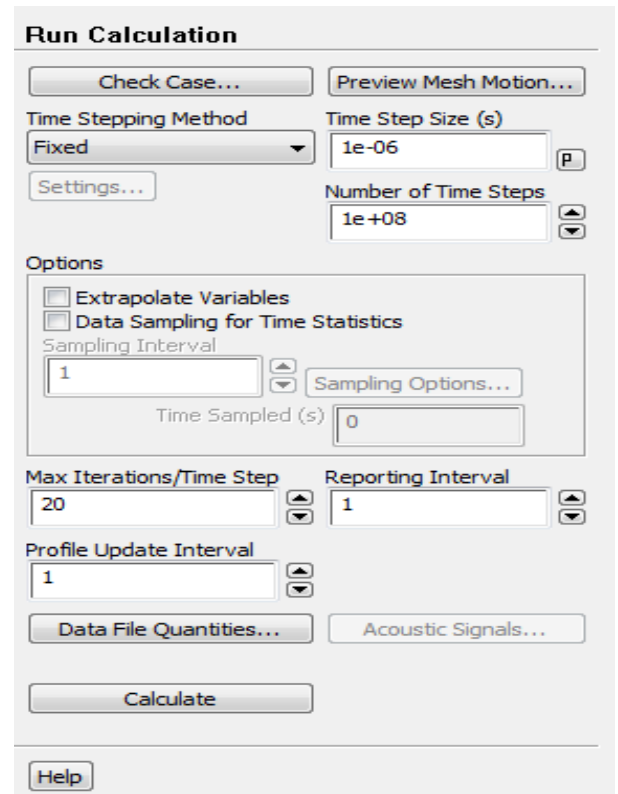 Run Calculation
Check Case... Preview Mesh Motion...
Time Stepping Method Time Step Size (s)
Fixed 1e-06 P
Settings... Number of Time Steps
1e+08
Options
Extrapolate Variables
Data Sampling for Time Statistics
Sampling Interval
1 Sampling Options...
Time Sampled (s) 0
Max Iterations/Time Step Reporting Interval
20 1
Profile Update Interval
1
Data File Quantities... Acoustic Signals...
Calculate
Help